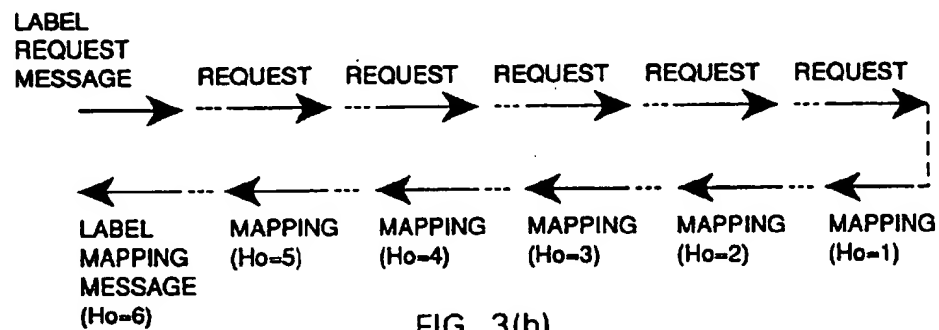 LABEL
REQUEST
MESSAGE
REQUEST REQUEST REQUEST REQUEST REQUEST
LABEL
MAPPING
MESSAGE
(Ho=6)
MAPPING
(Ho=5)
MAPPING
(Ho=4)
MAPPING
(Ho=3)
MAPPING
(Ho=2)
MAPPING
(Ho=1)
FIG. 3(b)